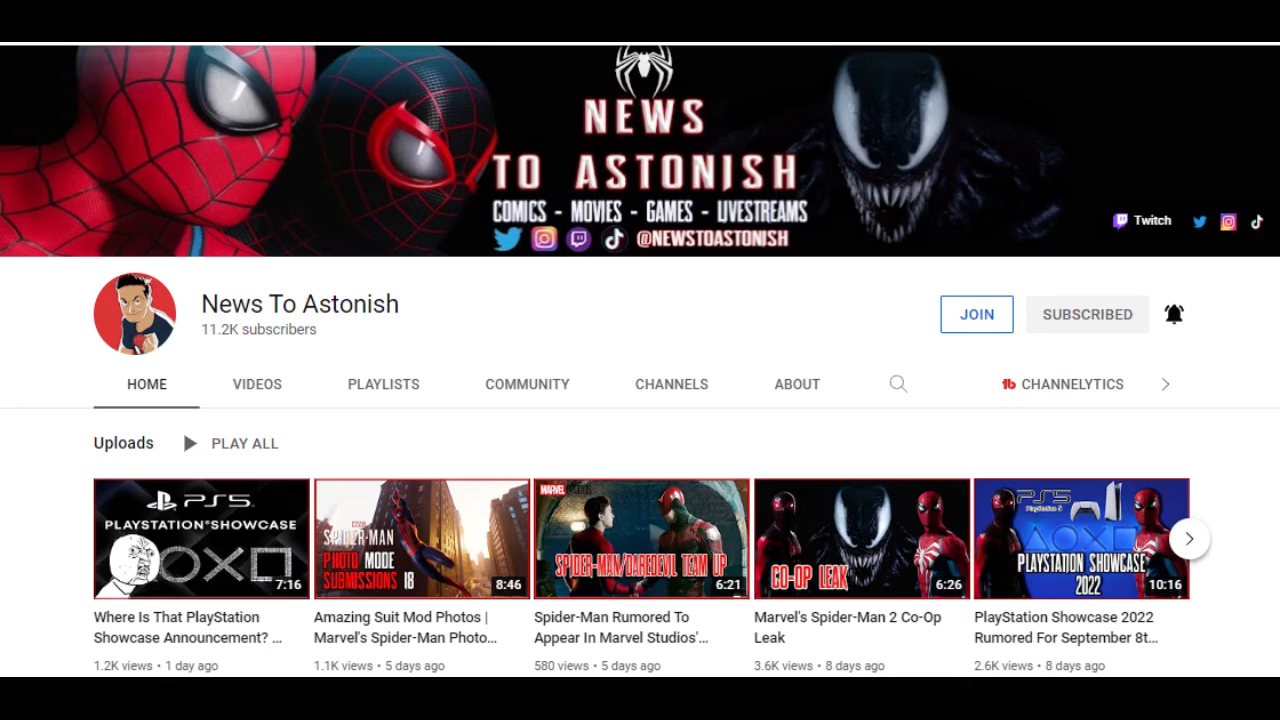 NEWS
TO ASTONISH
COMICS - MOVIES - GAMES - LIVESTREAMS
@NEWSTOASTONISH
Twitch
News To Astonish
11.2K subscribers
JOIN
SUBSCRIBED
HOME
VIDEOS
PLAYLISTS
COMMUNITY
CHANNELS
ABOUT
CHANNELYTICS
Uploads
PLAY ALL
PS5
PLAYSTATION SHOWCASE
7:16
SPIDER-MAN
PHOTO MODE
SUBMISSIONS 18
8:46
MARVEL
SPIDER-MAN/DAREDEVIL TEAM UP
6:21
CO-OP LEAK
6:26
PS5
PlayStation 5
PLAYSTATION SHOWCASE
2022
10:16
Where Is That PlayStation
Showcase Announcement? ...
1.2K views • 1 day ago
Amazing Suit Mod Photos |
Marvel's Spider-Man Photo...
1.1K views • 5 days ago
Spider-Man Rumored To
Appear In Marvel Studios'...
580 views • 5 days ago
Marvel's Spider-Man 2 Co-Op
Leak
3.6K views • 8 days ago
PlayStation Showcase 2022
Rumored For September 8t...
2.6K views • 8 days ago